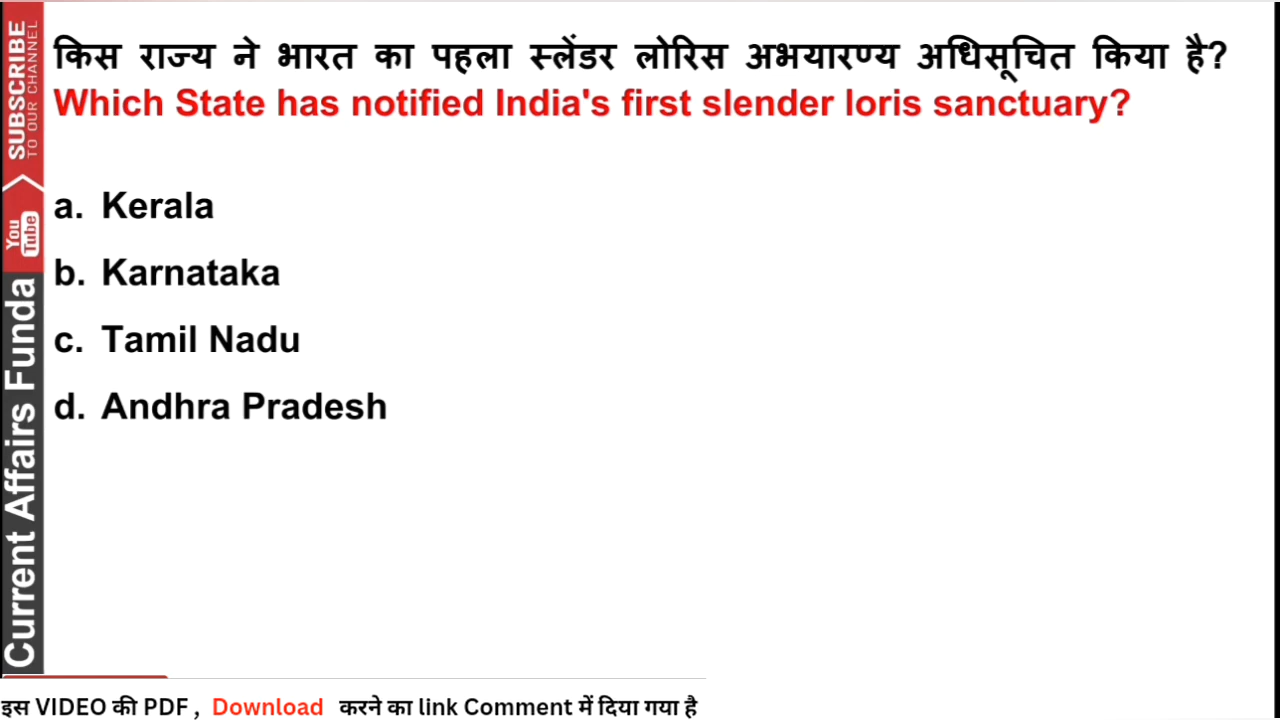 किस राज्य ने भारत का पहला स्लेंडर लोरिस अभयारण्य अधिसूचित किया है?
Which State has notified India's first slender loris sanctuary?
a. Kerala
b. Karnataka
c. Tamil Nadu
d. Andhra Pradesh
SUBSCRIBE
TO OUR CHANNEL
You
Tube
Current Affairs Funda
इस VIDEO की PDF , Download करने का link Comment में दिया गया है